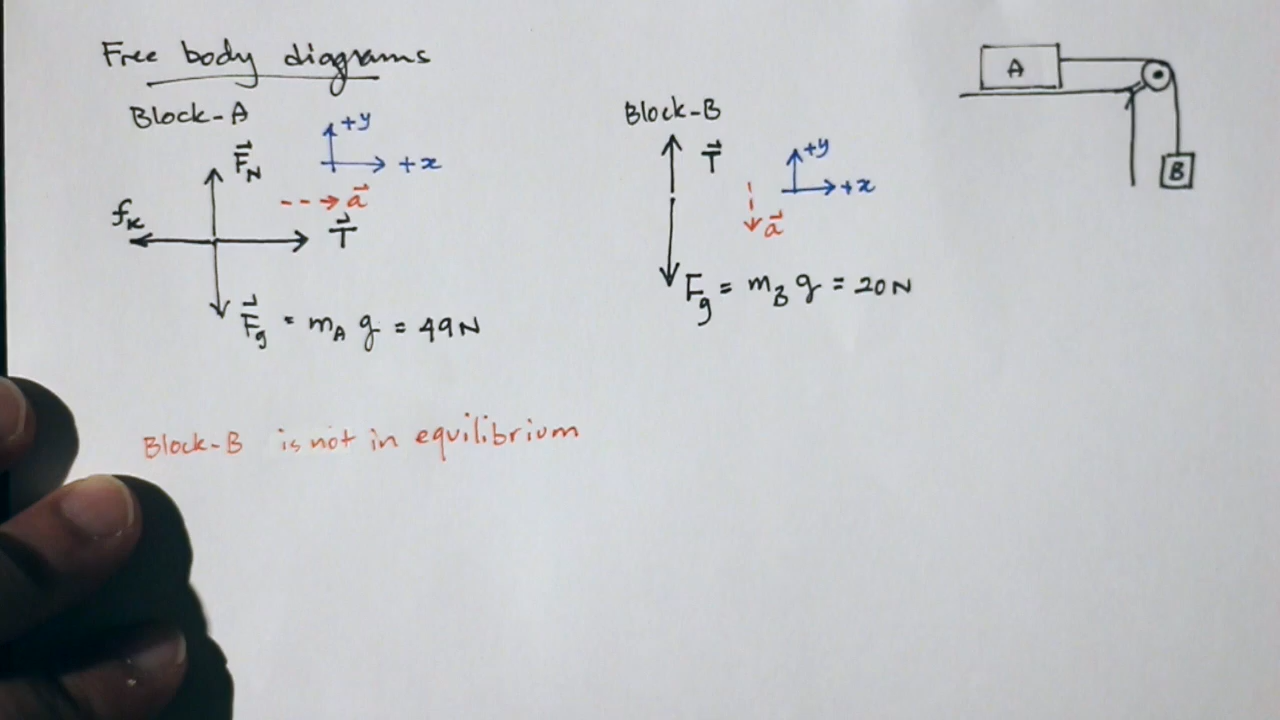 Free body diagrams
Block-A
F⃗N
+y
+x
a⃗
fK
T⃗
F⃗g = mA g = 49N
Block-B
T⃗
+y
+x
a⃗
Fg = mB g = 20N
A
B
Block-B is not in equilibrium